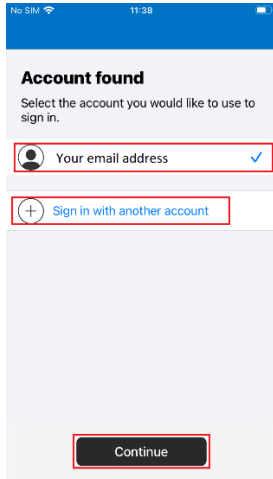 No SIM 11:38
Account found
Select the account you would like to use to
sign in.
Your email address
Sign in with another account
Continue